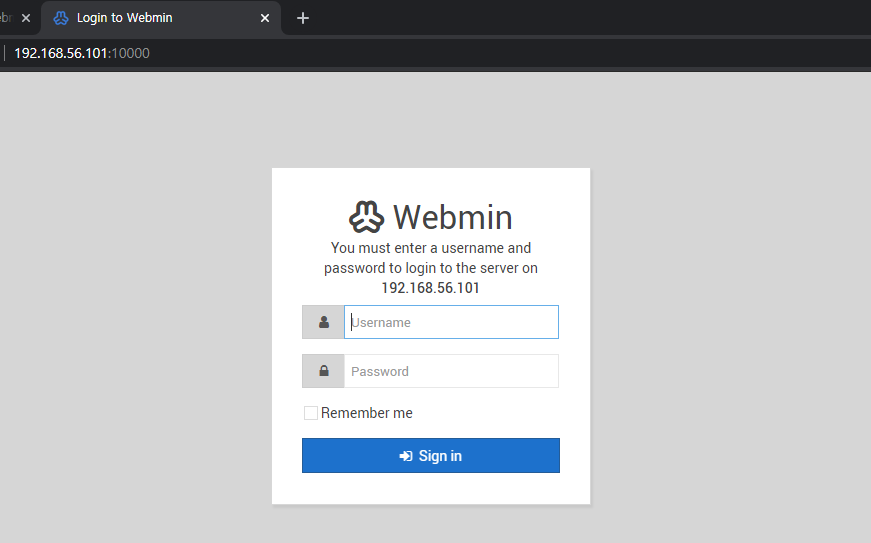 ebr
Login to Webmin
192.168.56.101:10000
Webmin
You must enter a username and
password to login to the server on
192.168.56.101
Username
Password
Remember me
Sign in